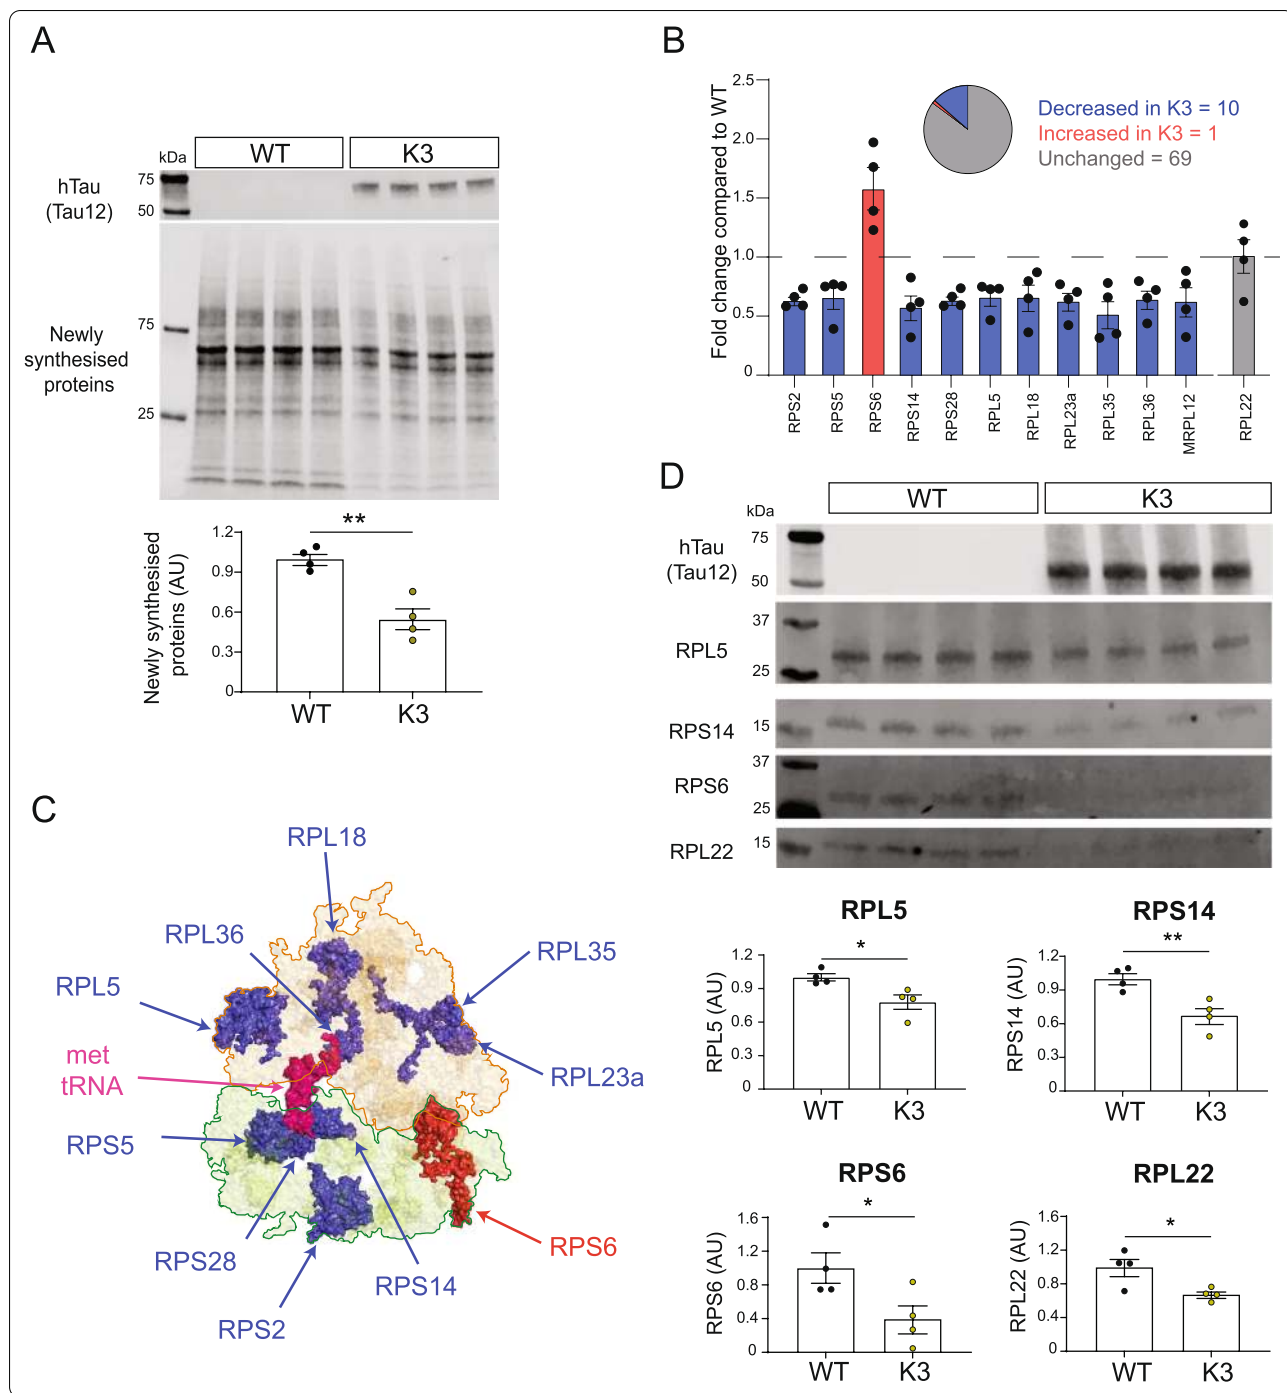 A
kDa
WT
K3
hTau
(Tau12)
75
50
Newly
synthesised
proteins
75
25
**
Newly synthesised
proteins (AU)
1.2
0.9
0.6
0.3
0
WT
K3
B
Fold change compared to WT
2.5
2.0
1.5
1.0
0.5
0
Decreased in K3 = 10
Increased in K3 = 1
Unchanged = 69
RPS2
RPS5
RPS6
RPS14
RPS28
RPL5
RPL18
RPL23a
RPL35
RPL36
MRPL12
RPL22
C
RPL18
RPL36
RPL35
RPL5
met
tRNA
RPL23a
RPS5
RPS28
RPS14
RPS6
RPS2
D
WT
K3
kDa
hTau
(Tau12)
75
50
RPL5
37
25
RPS14
15
RPS6
37
25
RPL22
15
RPL5
*
RPL5 (AU)
1.2
0.9
0.6
0.3
0
WT
K3
RPS14
**
RPS14 (AU)
1.2
0.9
0.6
0.3
0
WT
K3
RPS6
*
RPS6 (AU)
1.6
1.2
0.8
0.4
0
WT
K3
RPL22
*
RPL22 (AU)
1.6
1.2
0.8
0.4
0
WT
K3